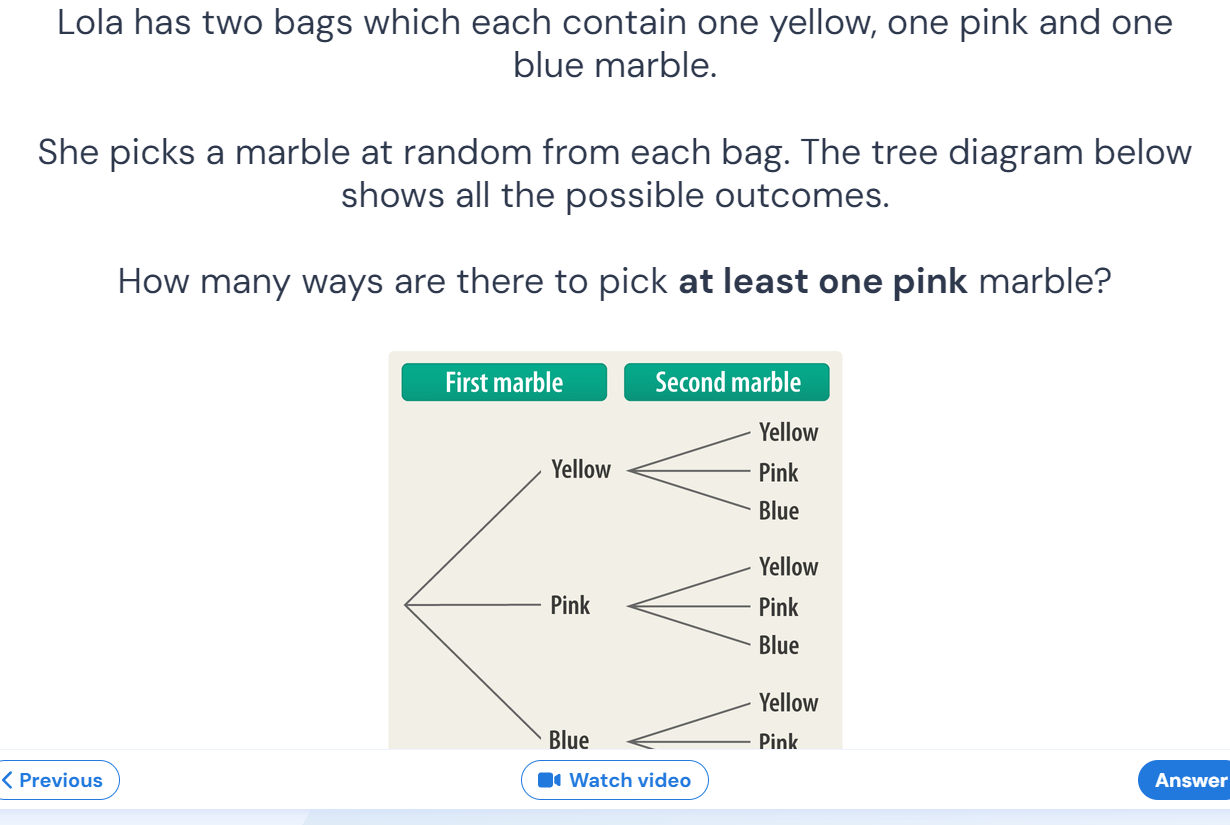 Lola has two bags which each contain one yellow, one pink and one
blue marble.
She picks a marble at random from each bag. The tree diagram below
shows all the possible outcomes.
How many ways are there to pick at least one pink marble?
First marble Second marble
Yellow
Yellow
Pink
Blue
Yellow
Pink
Pink
Blue
Yellow
Blue
Pink
Previous Watch video Answer